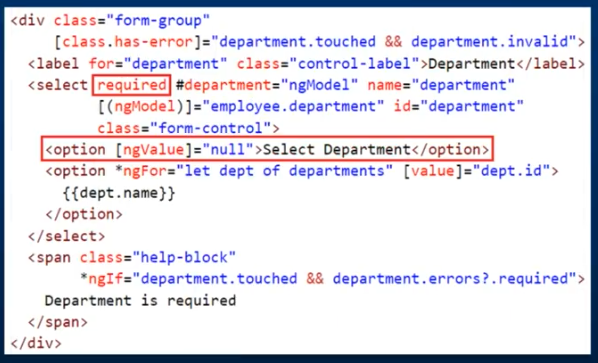 <div class="form-group"
[class.has-error]="department.touched && department.invalid">
<label for="department" class="control-label">Department</label>
<select required #department="ngModel" name="department"
[(ngModel)]="employee.department" id="department"
class="form-control">
<option [ngValue]="null">Select Department</option>
<option *ngFor="let dept of departments" [value]="dept.id">
{{dept.name}}
</option>
</select>
<span class="help-block"
*ngIf="department.touched && department.errors?.required">
Department is required
</span>
</div>